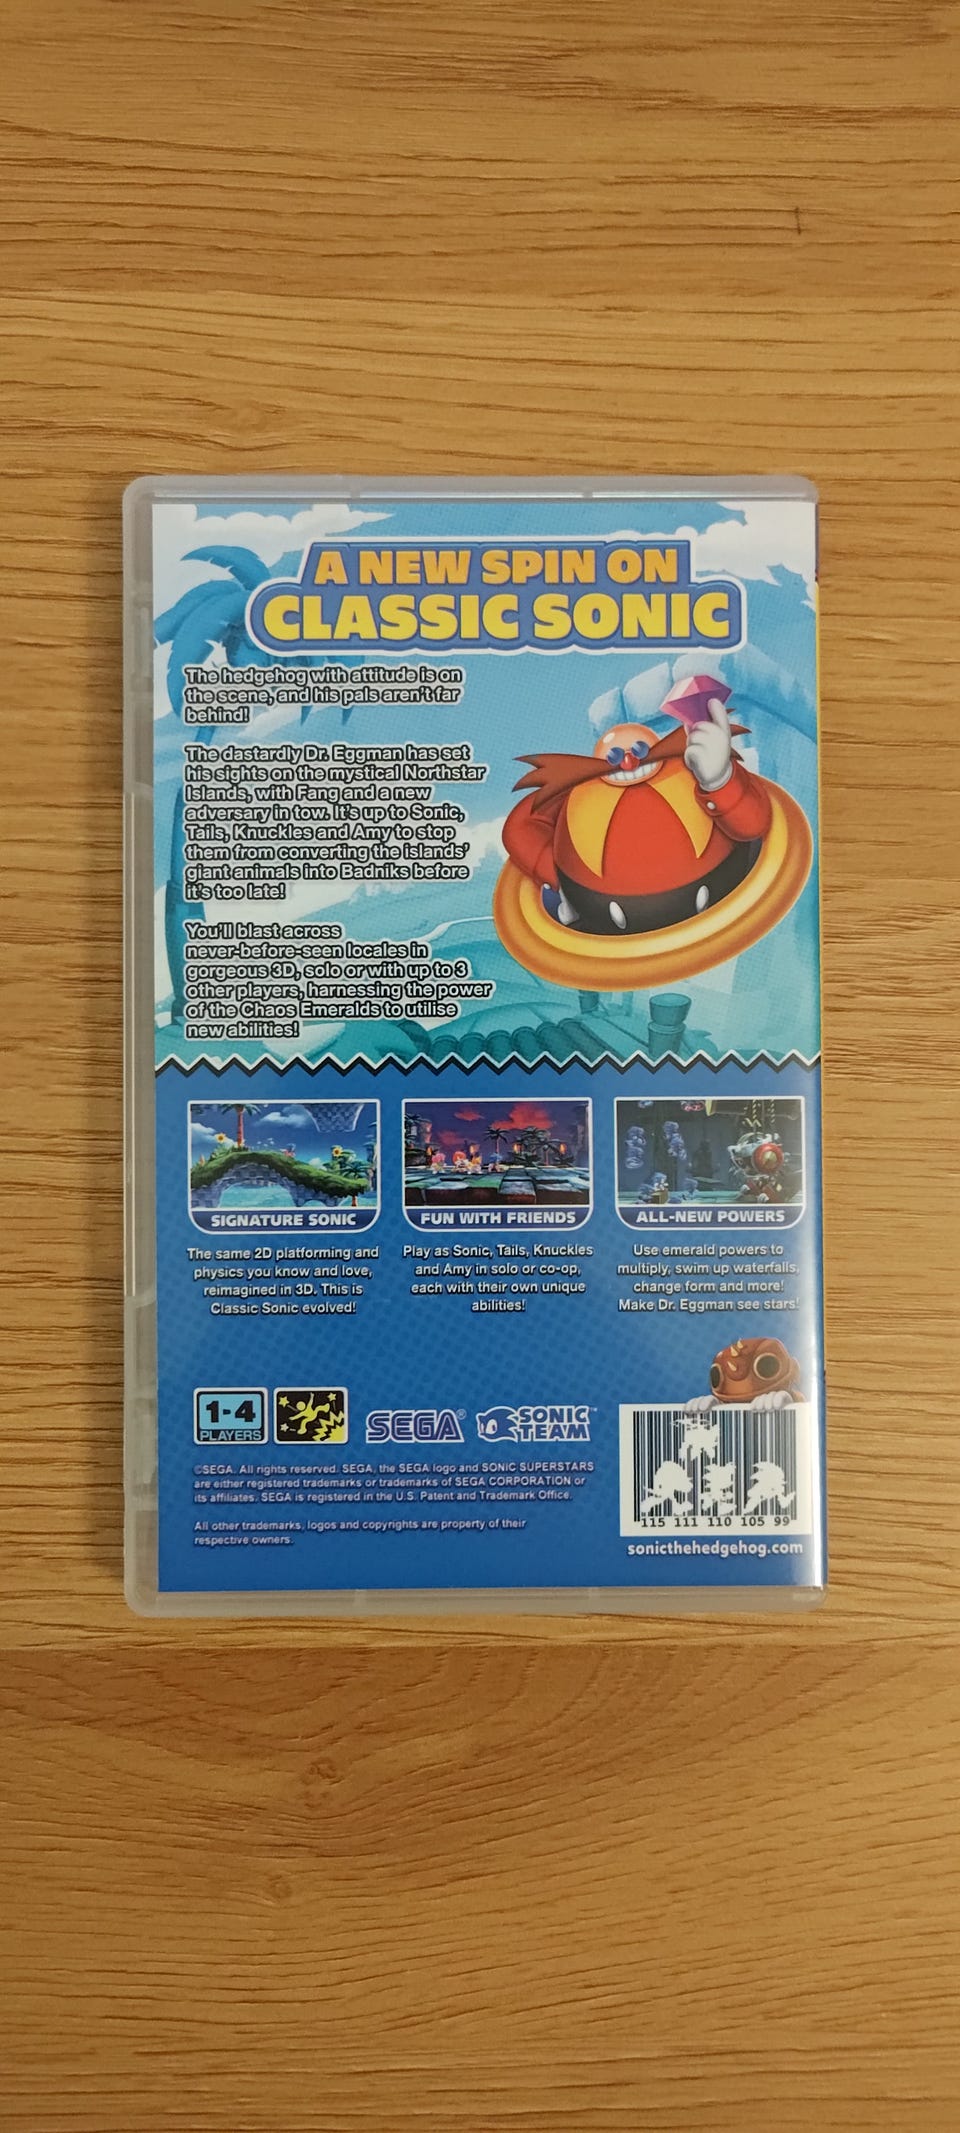 A NEW SPIN ON
CLASSIC SONIC
The hedgehog with attitude is on
the scene, and his pals aren't far
behind!
The dastardly Dr. Eggman has set
his sights on the mystical Northstar
Islands, with Fang and a new
adversary in tow. It's up to Sonic,
Tails, Knuckles and Amy to stop
them from converting the islands'
giant animals into Badniks before
it's too late!
You'll blast across
never-before-seen locales in
gorgeous 3D, solo or with up to 3
other players, harnessing the power
of the Chaos Emeralds to utilise
new abilities!
SIGNATURE SONIC
The same 2D platforming and
physics you know and love,
reimagined in 3D. This is
Classic Sonic evolved!
FUN WITH FRIENDS
Play as Sonic, Tails, Knuckles
and Amy in solo or co-op,
each with their own unique
abilities!
ALL-NEW POWERS
Use emerald powers to
multiply, swim up waterfalls,
change form and more!
Make Dr. Eggman see stars!
1-4
PLAYERS
SEGA®
SONIC
TEAM™
©SEGA. All rights reserved. SEGA, the SEGA logo and SONIC SUPERSTARS
are either registered trademarks or trademarks of SEGA CORPORATION or
its affiliates. SEGA is registered in the U.S. Patent and Trademark Office.
All other trademarks, logos and copyrights are property of their
respective owners.
115 111 110 105 99
sonicthehedgehog.com